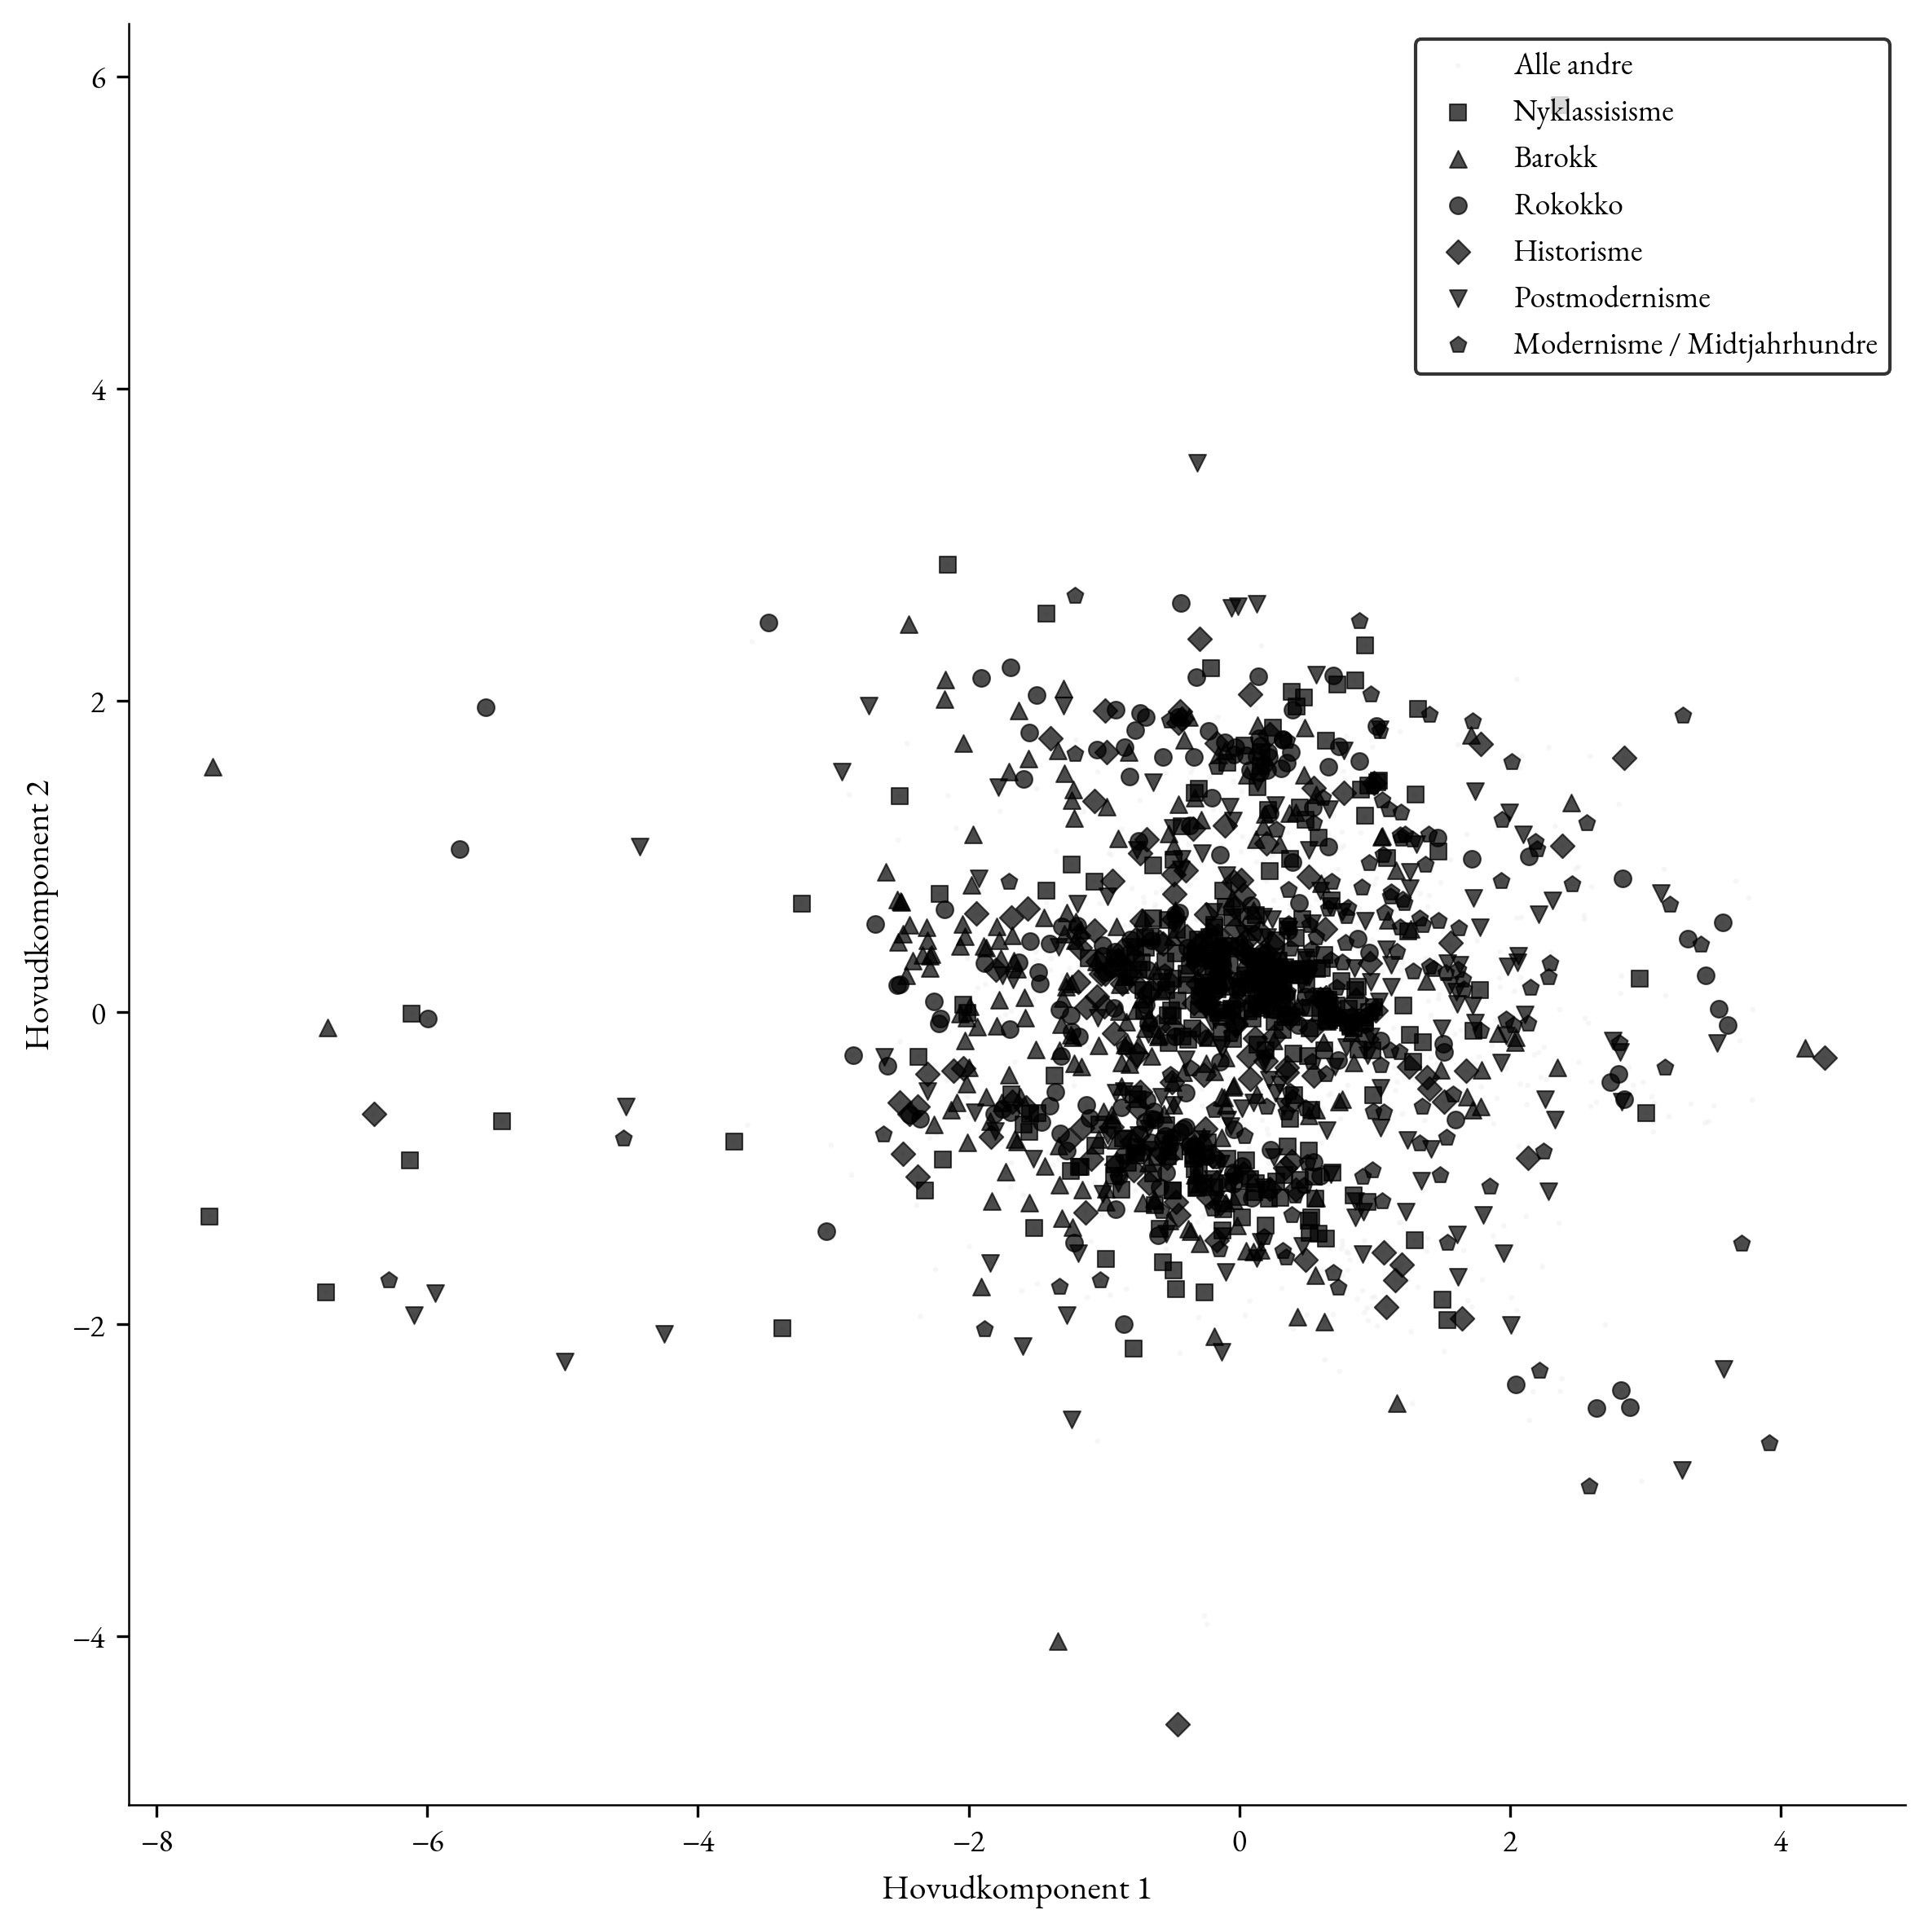 Alle andre
Nyklassisisme
Barokk
Rokokko
Historisme
Postmodernisme
Modernisme / Midtjahrhundre
6
4
2
0
−2
−4
Hovudkomponent 2
−8
−6
−4
−2
0
2
4
Hovudkomponent 1